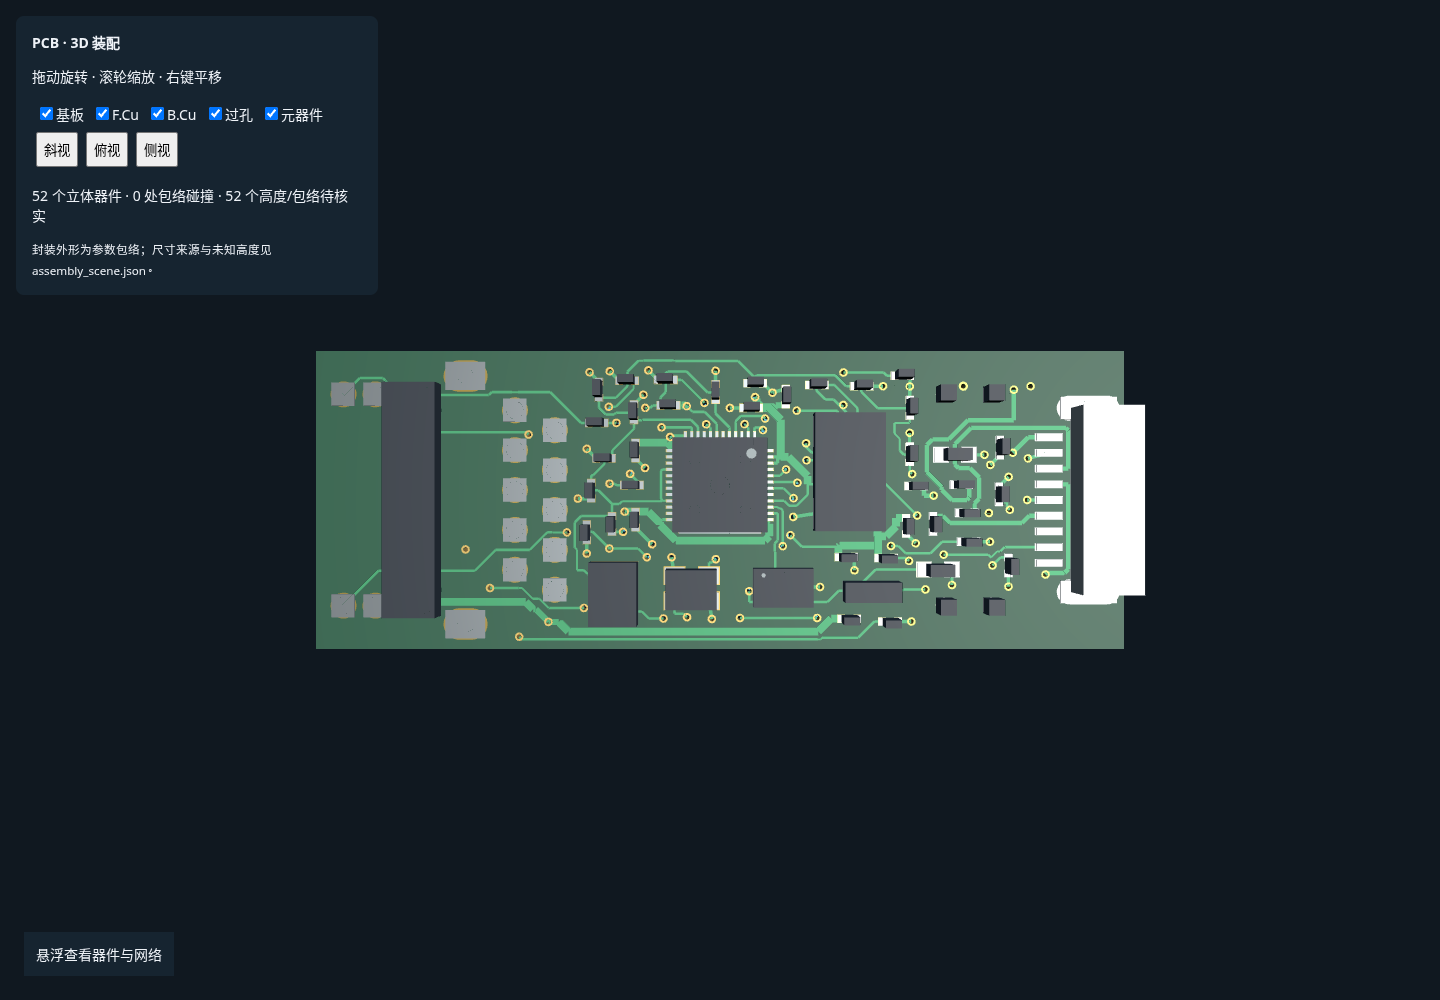 PCB · 3D 装配
拖动旋转 · 滚轮缩放 · 右键平移
基板 F.Cu B.Cu 过孔 元器件
斜视 俯视 侧视
52 个立体器件 · 0 处包络碰撞 · 52 个高度/包络待核
实
封装外形为参数包络；尺寸来源与未知高度见
assembly_scene.json。
悬浮查看器件与网络